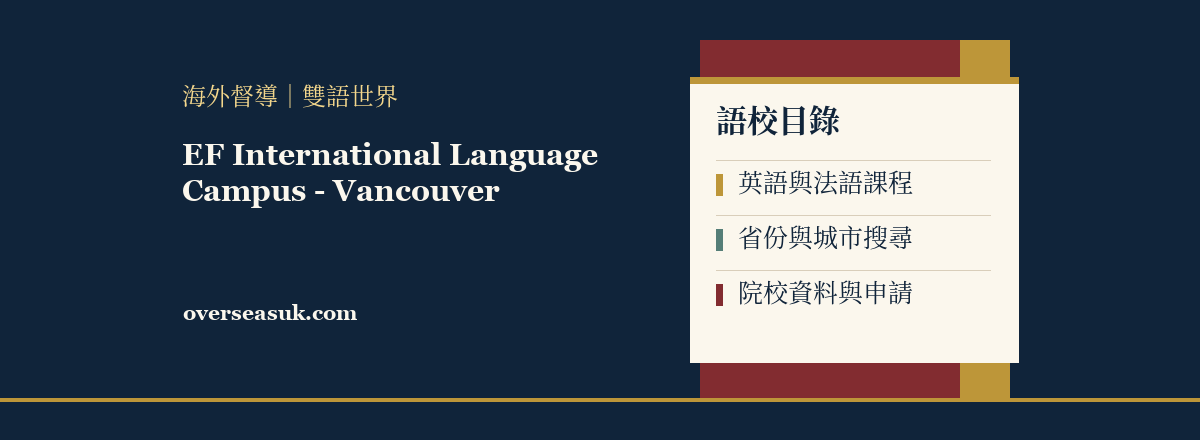 海外督導｜雙語世界
EF International Language
Campus - Vancouver
overseasuk.com
語校目錄
英語與法語課程
省份與城市搜尋
院校資料與申請